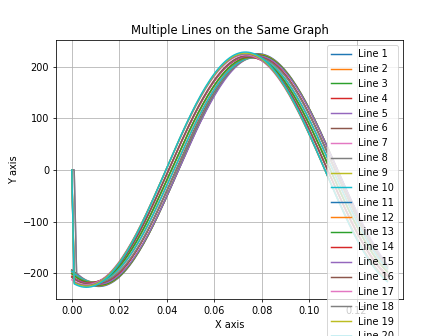 Multiple Lines on the Same Graph
Y axis
200
100
0
−100
−200
0.00
0.02
0.04
0.06
0.08
0.10
X axis
Line 1
Line 2
Line 3
Line 4
Line 5
Line 6
Line 7
Line 8
Line 9
Line 10
Line 11
Line 12
Line 13
Line 14
Line 15
Line 16
Line 17
Line 18
Line 19
Line 20